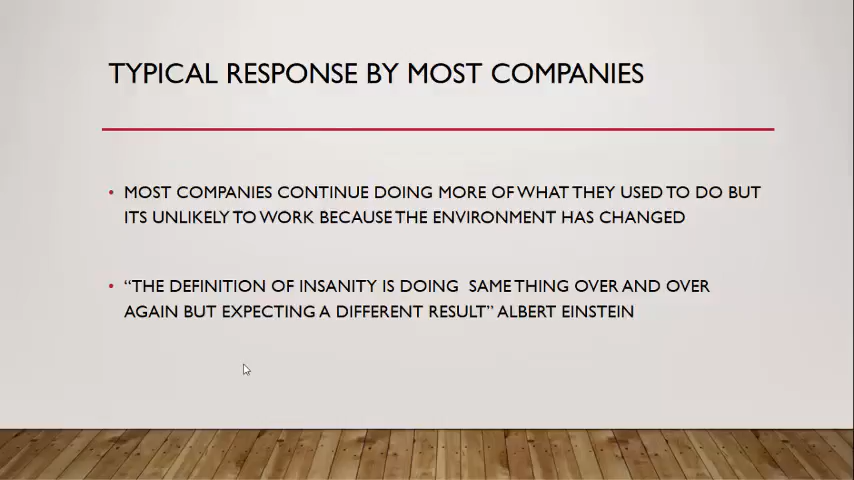 TYPICAL RESPONSE BY MOST COMPANIES
• MOST COMPANIES CONTINUE DOING MORE OF WHAT THEY USED TO DO BUT
ITS UNLIKELY TO WORK BECAUSE THE ENVIRONMENT HAS CHANGED
• “THE DEFINITION OF INSANITY IS DOING  SAME THING OVER AND OVER
AGAIN BUT EXPECTING A DIFFERENT RESULT” ALBERT EINSTEIN